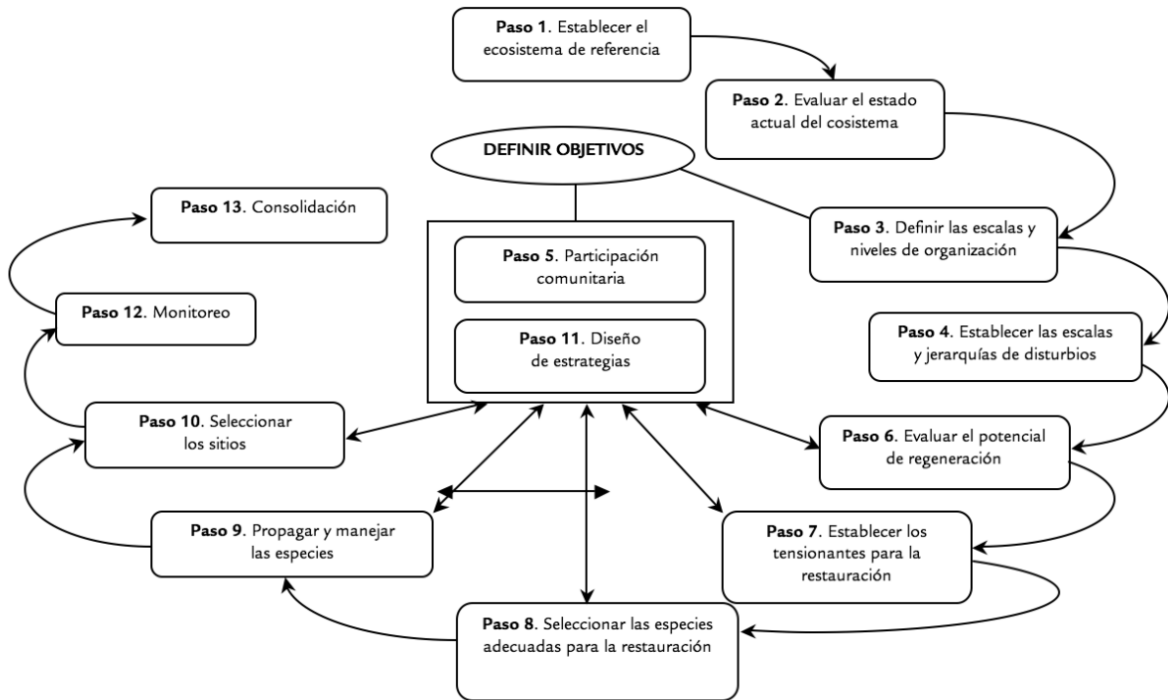 Paso 1. Establecer el
ecosistema de referencia
Paso 2. Evaluar el estado
actual del cosistema
DEFINIR OBJETIVOS
Paso 13. Consolidación
Paso 3. Definir las escalas y
niveles de organización
Paso 5. Participación
comunitaria
Paso 12. Monitoreo
Paso 11. Diseño
de estrategias
Paso 4. Establecer las escalas
y jerarquías de disturbios
Paso 10. Seleccionar
los sitios
Paso 6. Evaluar el potencial
de regeneración
Paso 9. Propagar y manejar
las especies
Paso 7. Establecer los
tensionantes para la
restauración
Paso 8. Seleccionar las especies
adecuadas para la restauración